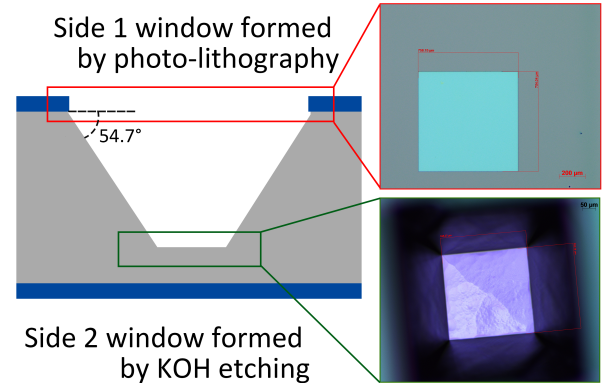 Side 1 window formed
by photo-lithography
54.7°
200 µm
50 µm
Side 2 window formed
by KOH etching